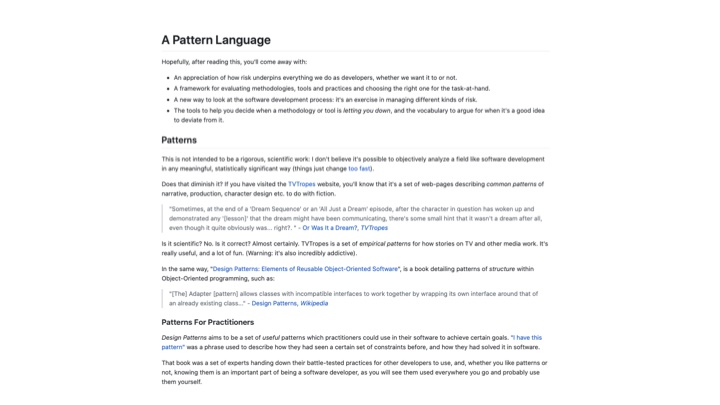 A Pattern Language
Hopefully, after reading this, you'll come away with:
• An appreciation of how risk underpins everything we do as developers, whether we want it to or not.
• A framework for evaluating methodologies, tools and practices and choosing the right one for the task-at-hand.
• A new way to look at the software development process: it's an exercise in managing different kinds of risk.
• The tools to help you decide when a methodology or tool is letting you down, and the vocabulary to argue for when it's a good idea
to deviate from it.
Patterns
This is not intended to be a rigorous, scientific work: I don't believe it's possible to objectively analyze a field like software development
in any meaningful, statistically significant way (things just change too fast).
Does that diminish it? If you have visited the TVTropes website, you'll know that it's a set of web-pages describing common patterns of
narrative, production, character design etc. to do with fiction.
"Sometimes, at the end of a 'Dream Sequence' or an 'All Just a Dream' episode, after the character in question has woken up and
demonstrated any '[lesson]' that the dream might have been communicating, there's some small hint that it wasn't a dream after all,
even though it quite obviously was... right?. " - Or Was it a Dream?, TVTropes
Is it scientific? No. Is it correct? Almost certainly. TVTropes is a set of empirical patterns for how stories on TV and other media work. It's
really useful, and a lot of fun. (Warning: it's also incredibly addictive).
In the same way, "Design Patterns: Elements of Reusable Object-Oriented Software", is a book detailing patterns of structure within
Object-Oriented programming, such as:
"[The] Adapter [pattern] allows classes with incompatible interfaces to work together by wrapping its own interface around that of
an already existing class..." - Design Patterns, Wikipedia
Patterns For Practitioners
Design Patterns aims to be a set of useful patterns which practitioners could use in their software to achieve certain goals. "I have this
pattern" was a phrase used to describe how they had seen a certain set of constraints before, and how they had solved it in software.
That book was a set of experts handing down their battle-tested practices for other developers to use, and, whether you like patterns or
not, knowing them is an important part of being a software developer, as you will see them used everywhere you go and probably use
them yourself.